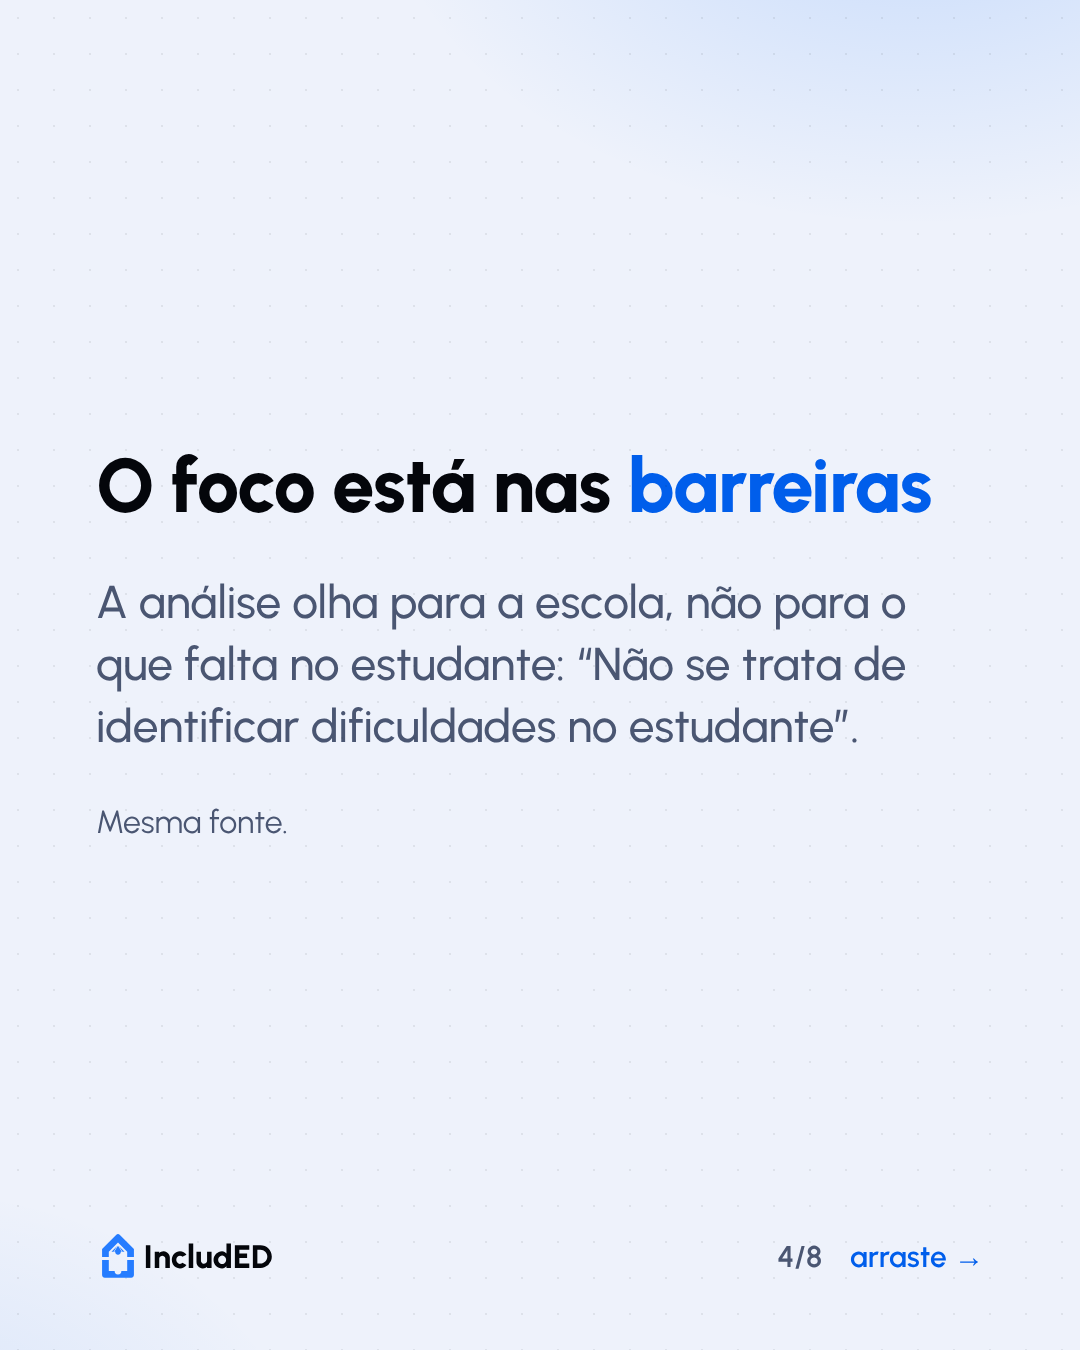 O foco está nas barreiras
A análise olha para a escola, não para o
que falta no estudante: “Não se trata de
identificar dificuldades no estudante”.
Mesma fonte.
IncludED
4/8 arraste →